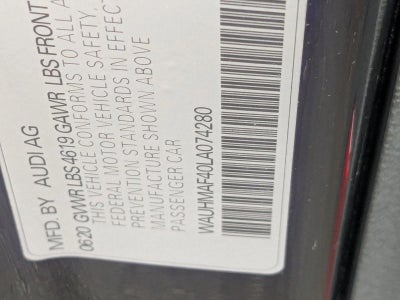 MFD. BY AUDI AG
0620 GWWR LBS 4619 GAWR LBS FRONT
THIS VEHICLE CONFORMS TO ALL A
FEDERAL MOTOR VEHICLE SAFETY,
PREVENTION STANDARDS IN EFFECT
MANUFACTURE SHOWN ABOVE
PASSENGER CAR
WAUHMAF40LA074280